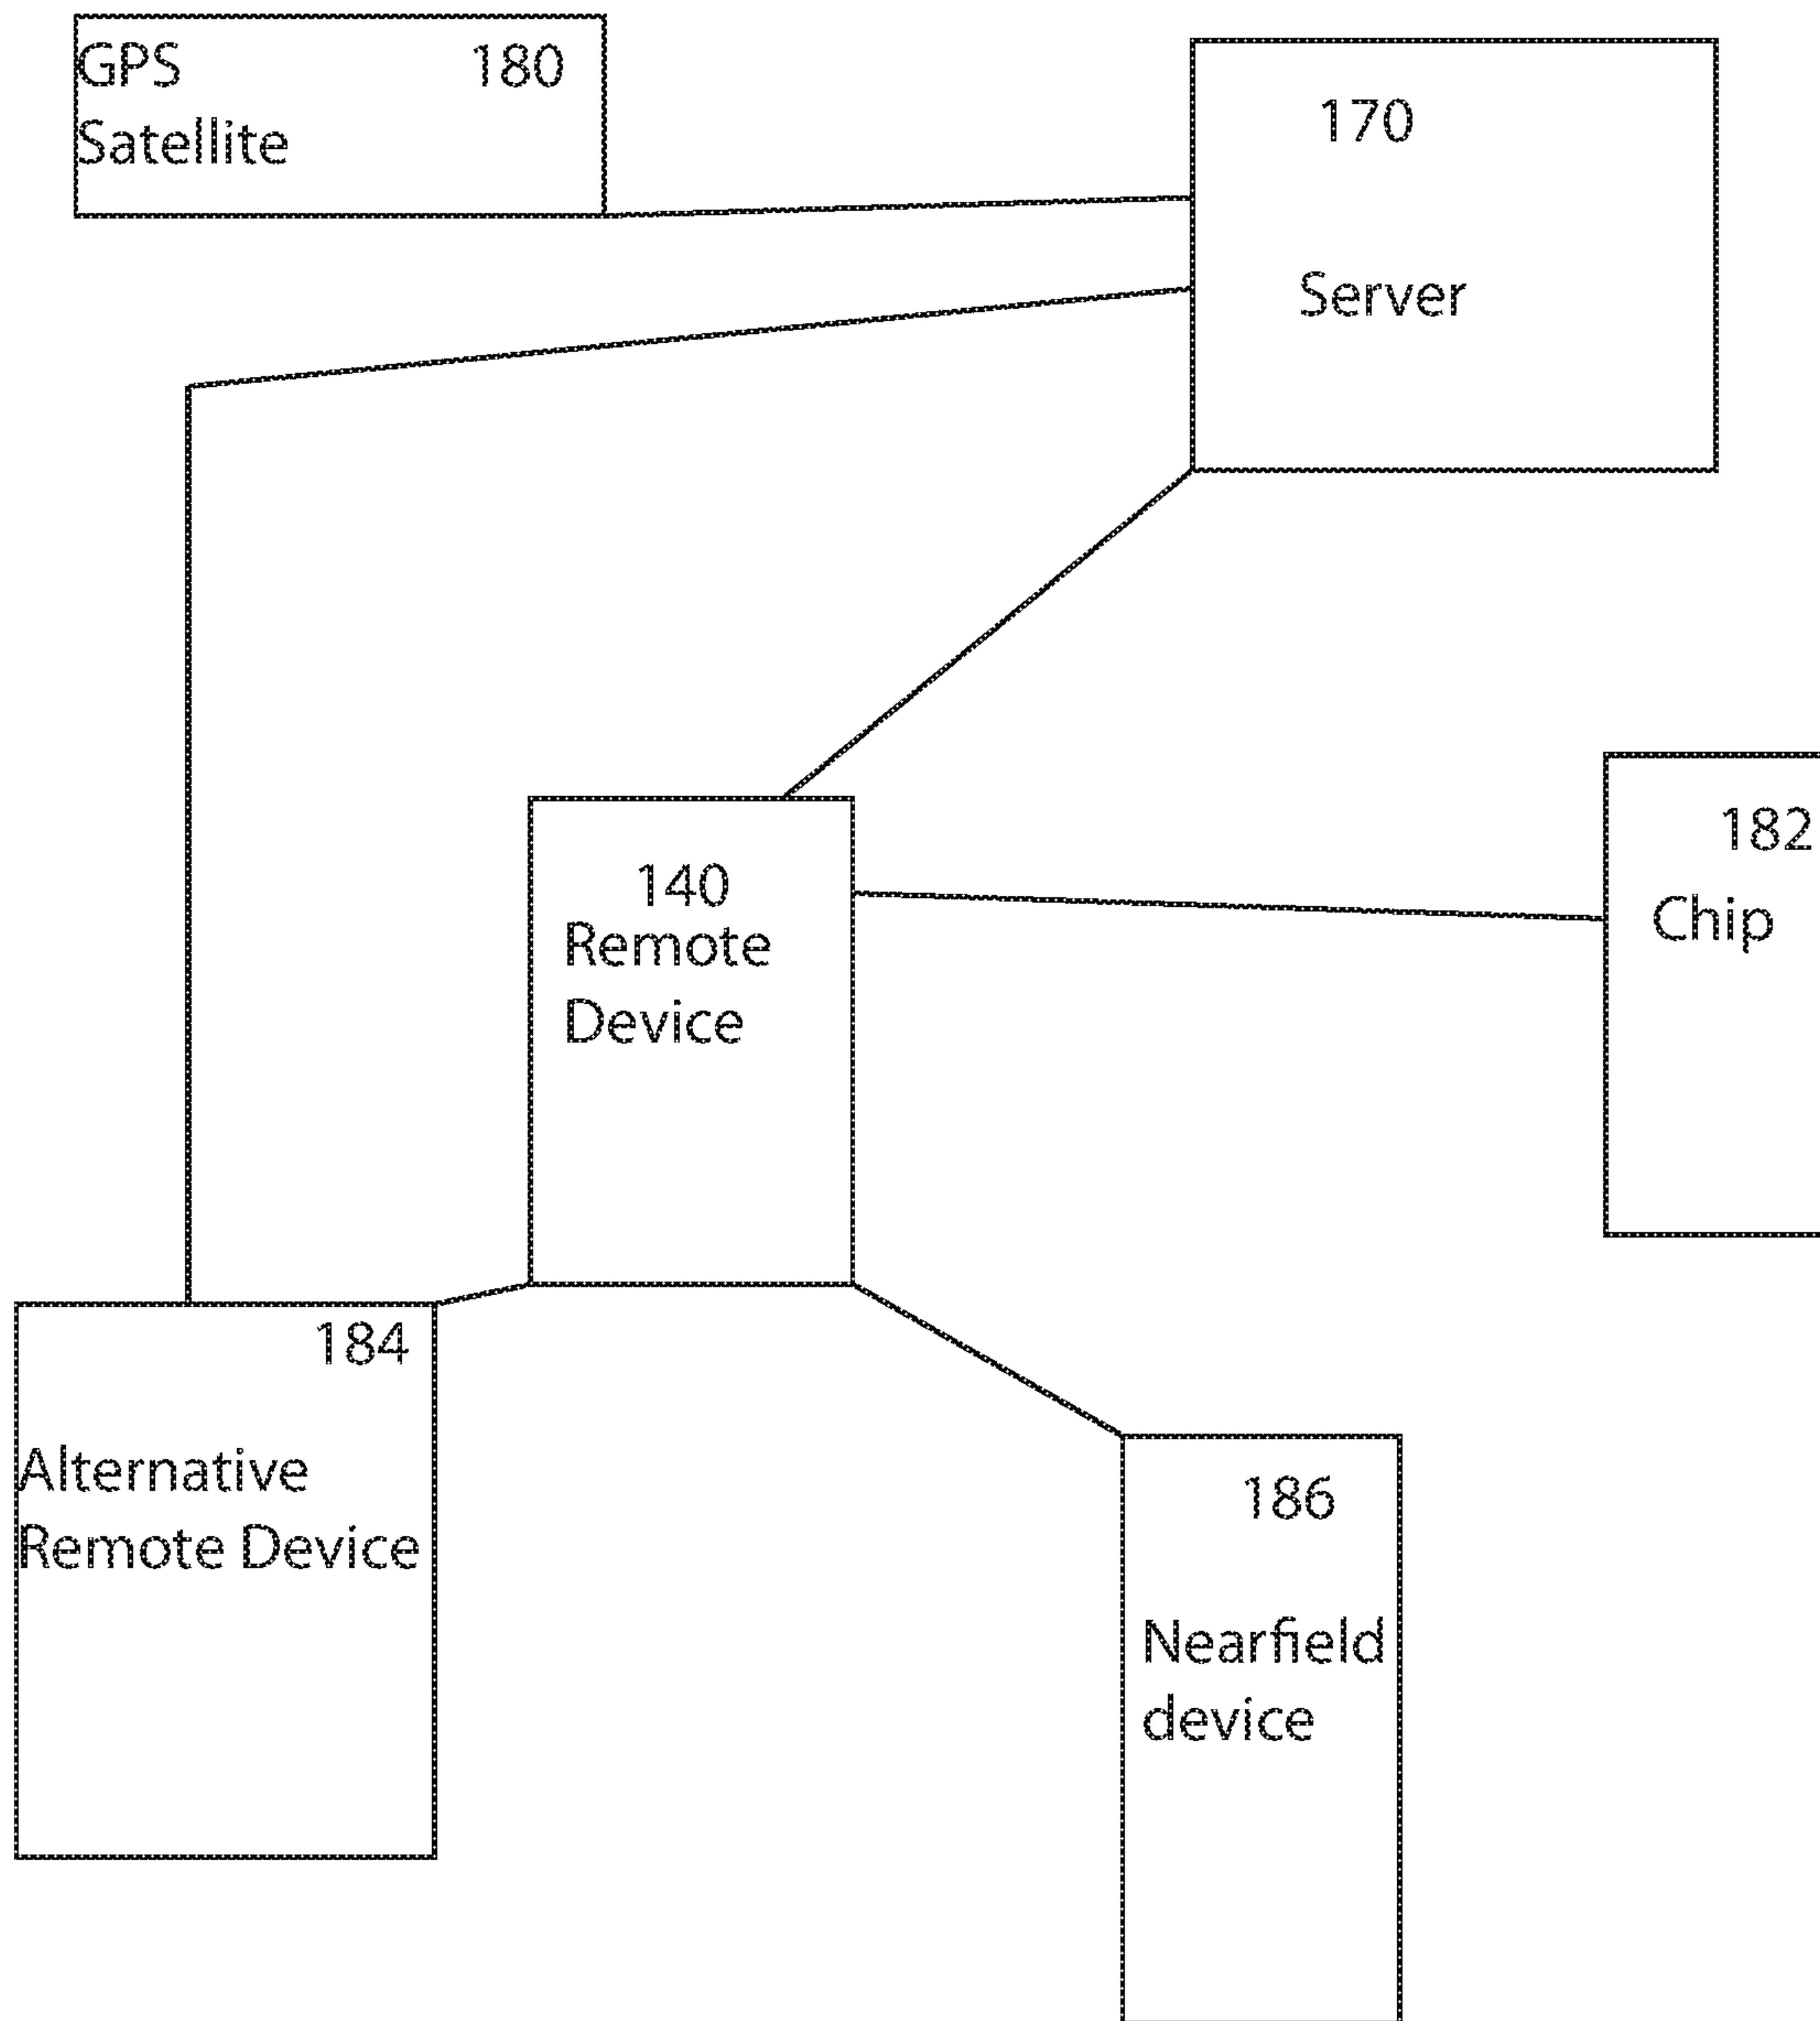 GPS 180
Satellite
170
Server
140
Remote
Device
182
Chip
184
Alternative
Remote Device
186
Nearfield
device